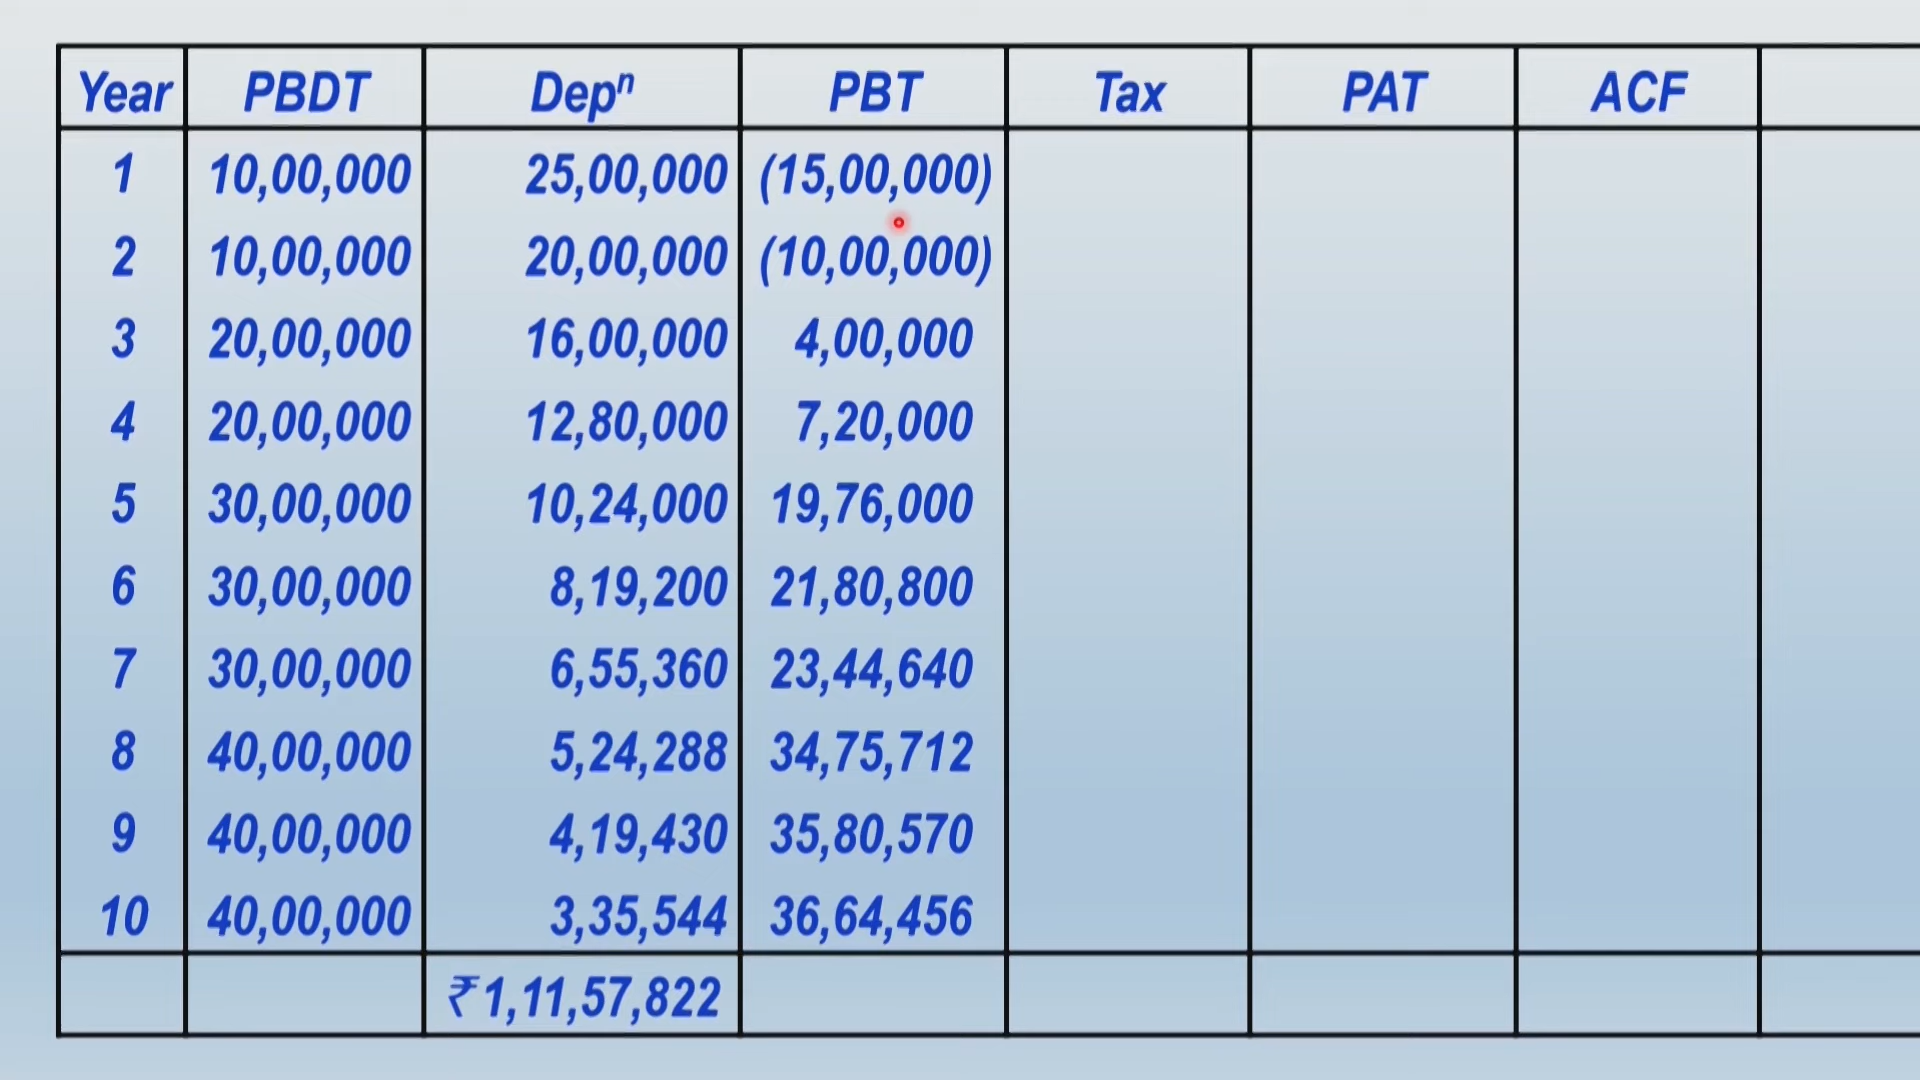 Year PBDT Depⁿ PBT Tax PAT ACF
1 10,00,000 25,00,000 (15,00,000)
2 10,00,000 20,00,000 (10,00,000)
3 20,00,000 16,00,000 4,00,000
4 20,00,000 12,80,000 7,20,000
5 30,00,000 10,24,000 19,76,000
6 30,00,000 8,19,200 21,80,800
7 30,00,000 6,55,360 23,44,640
8 40,00,000 5,24,288 34,75,712
9 40,00,000 4,19,430 35,80,570
10 40,00,000 3,35,544 36,64,456
₹1,11,57,822